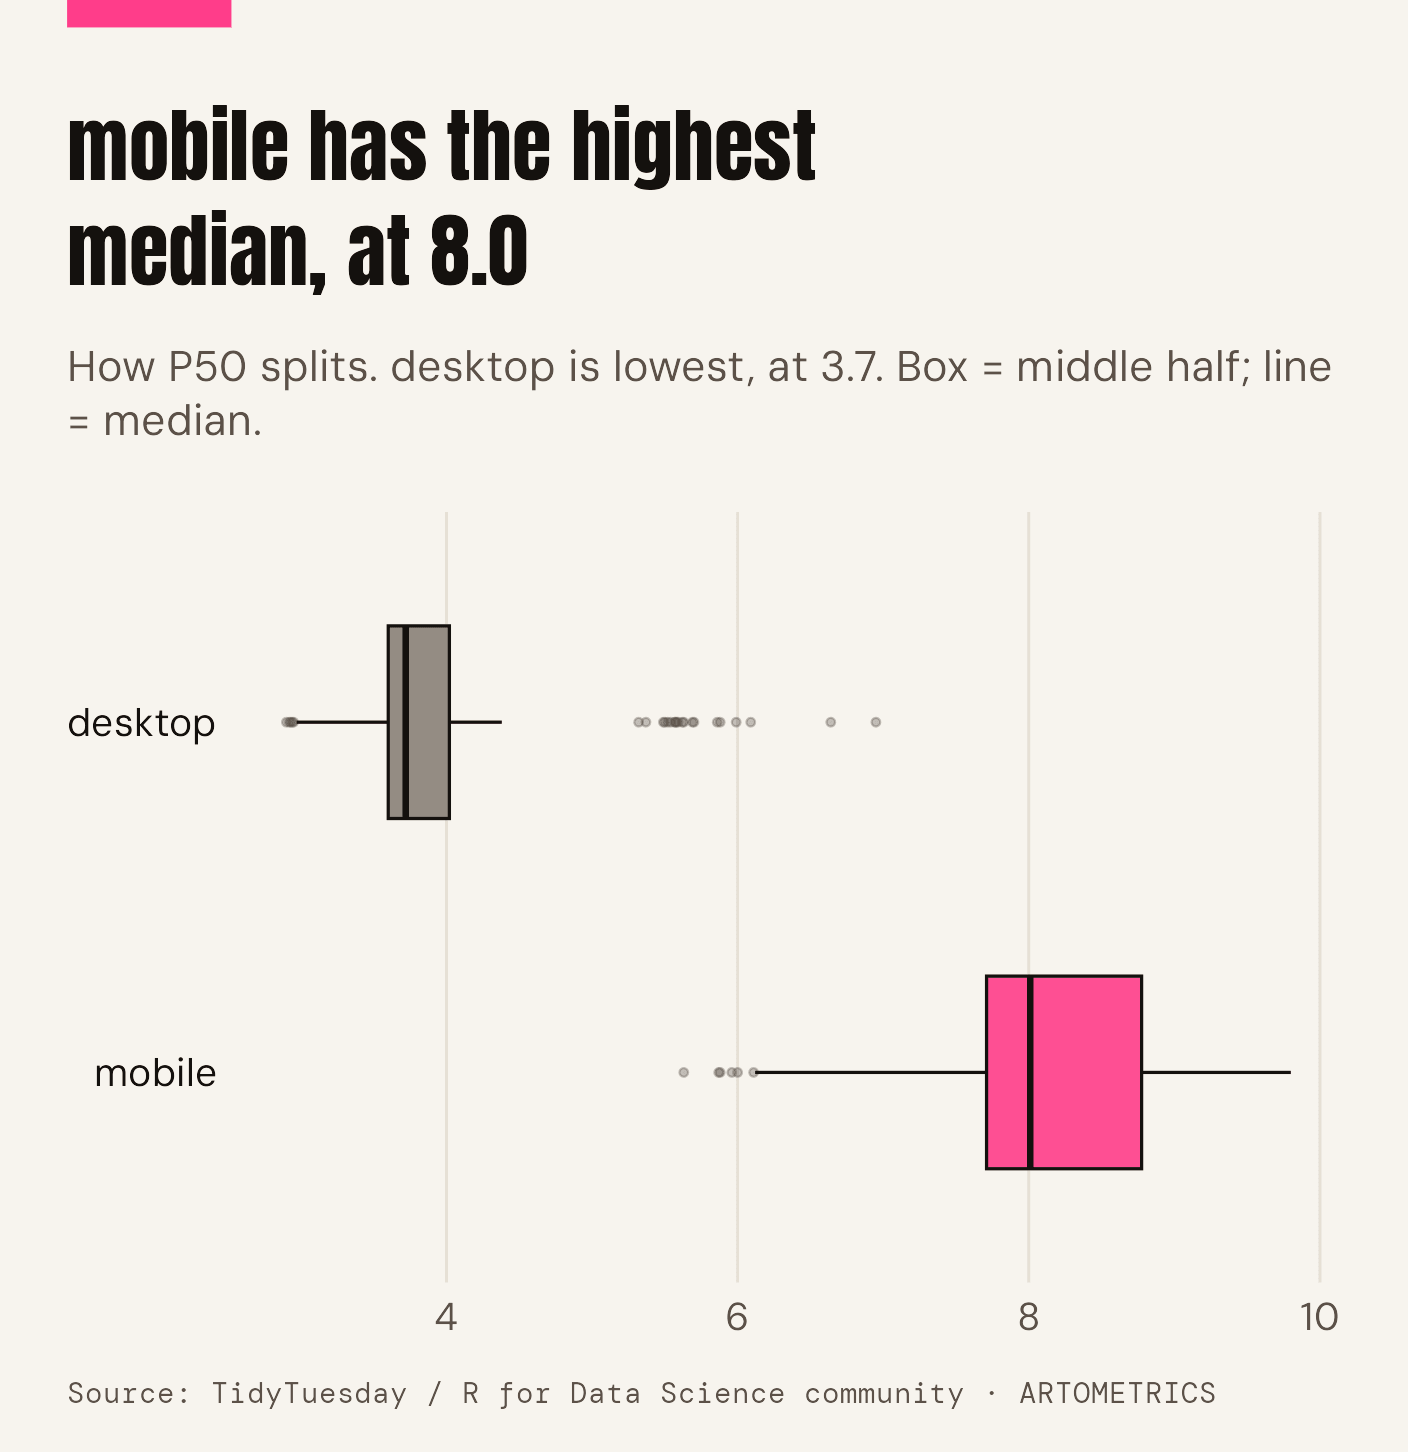 mobile has the highest
median, at 8.0
How P50 splits. desktop is lowest, at 3.7. Box = middle half; line
= median.
desktop
mobile
4 6 8 10
Source: TidyTuesday / R for Data Science community · ARTOMETRICS